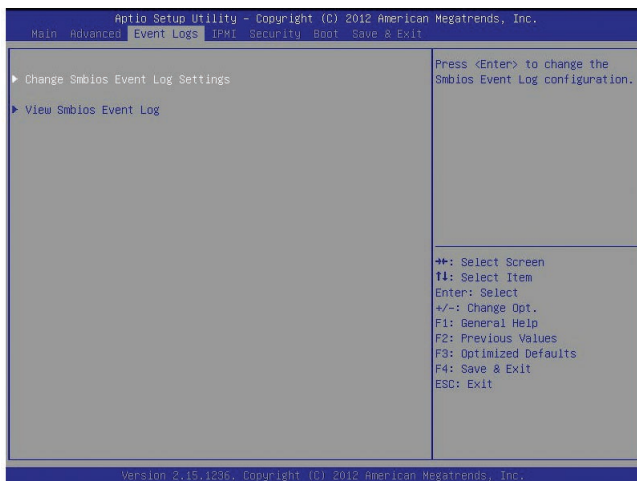 Aptio Setup Utility – Copyright (C) 2012 American Megatrends, Inc.
Main Advanced Event Logs IPMI Security Boot Save & Exit
▶ Change Smbios Event Log Settings
▶ View Smbios Event Log
Press <Enter> to change the
Smbios Event Log configuration.
→←: Select Screen
↑↓: Select Item
Enter: Select
+/-: Change Opt.
F1: General Help
F2: Previous Values
F3: Optimized Defaults
F4: Save & Exit
ESC: Exit
Version 2.15.1236. Copyright (C) 2012 American Megatrends, Inc.